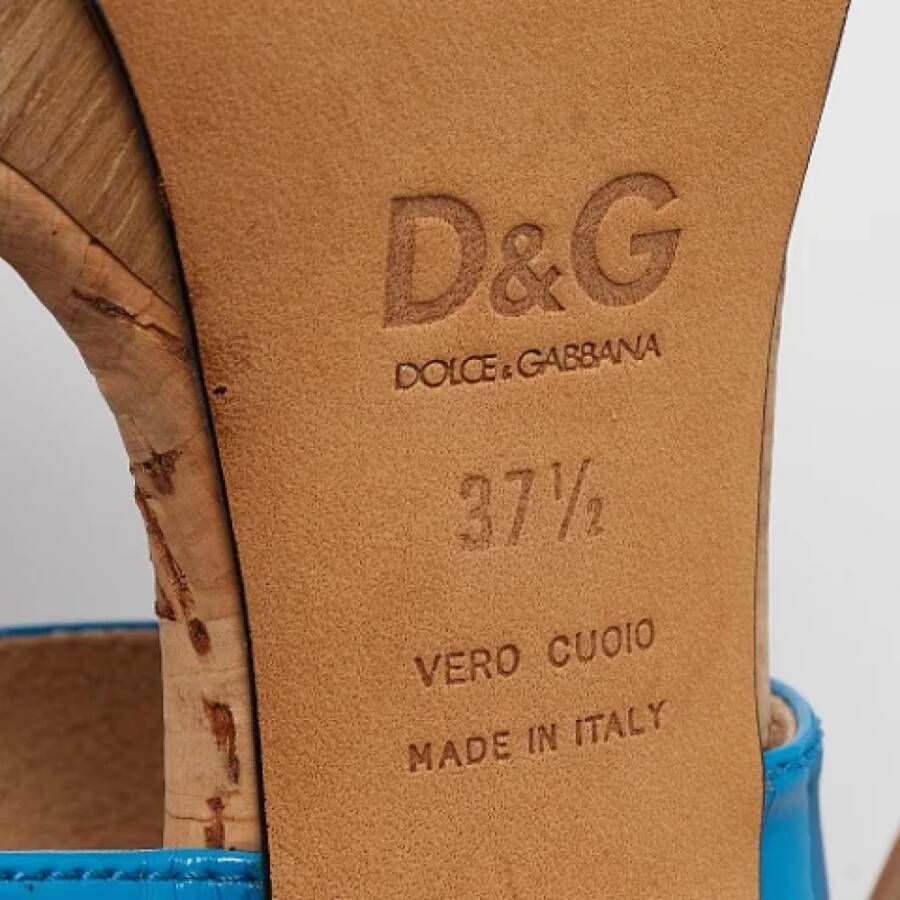 D&G
DOLCE & GABBANA
37½
VERO CUOIO
MADE IN ITALY